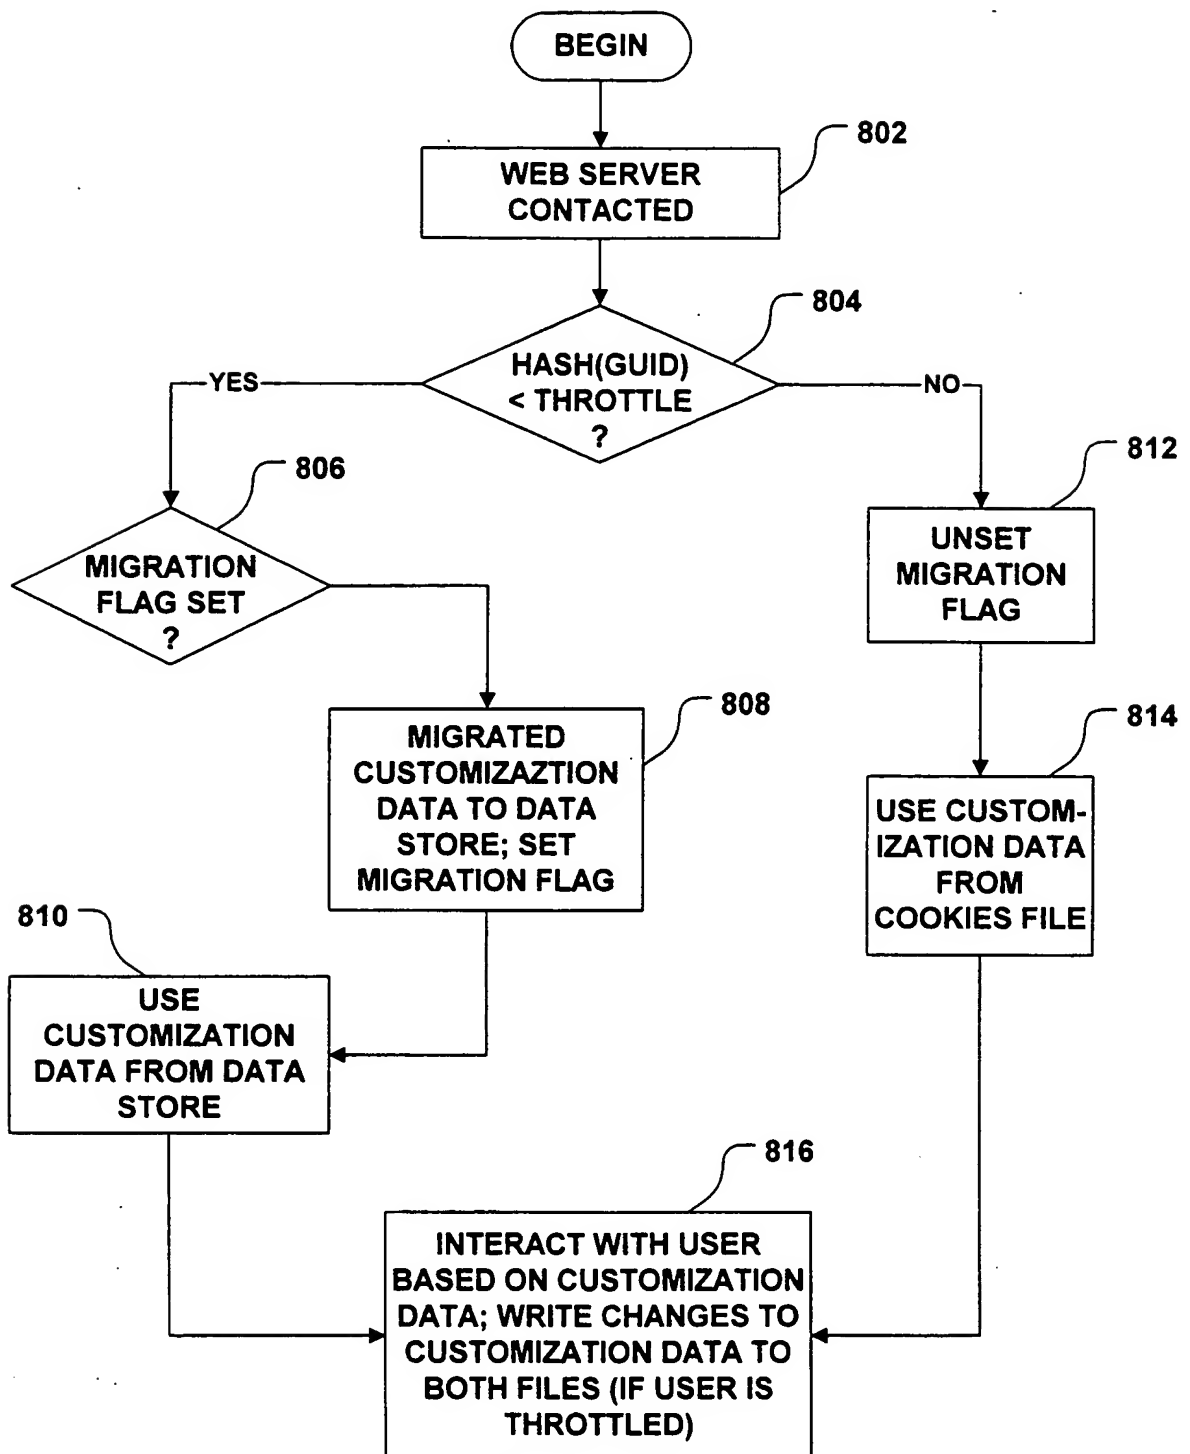 BEGIN
802
WEB SERVER
CONTACTED
804
HASH(GUID)
< THROTTLE
?
YES
NO
812
806
UNSET
MIGRATION
FLAG
MIGRATION
FLAG SET
?
808
814
MIGRATED
CUSTOMIZAZTION
DATA TO DATA
STORE; SET
MIGRATION FLAG
USE CUSTOM-
IZATION DATA
FROM
COOKIES FILE
810
USE
CUSTOMIZATION
DATA FROM DATA
STORE
816
INTERACT WITH USER
BASED ON CUSTOMIZATION
DATA; WRITE CHANGES TO
CUSTOMIZATION DATA TO
BOTH FILES (IF USER IS
THROTTLED)